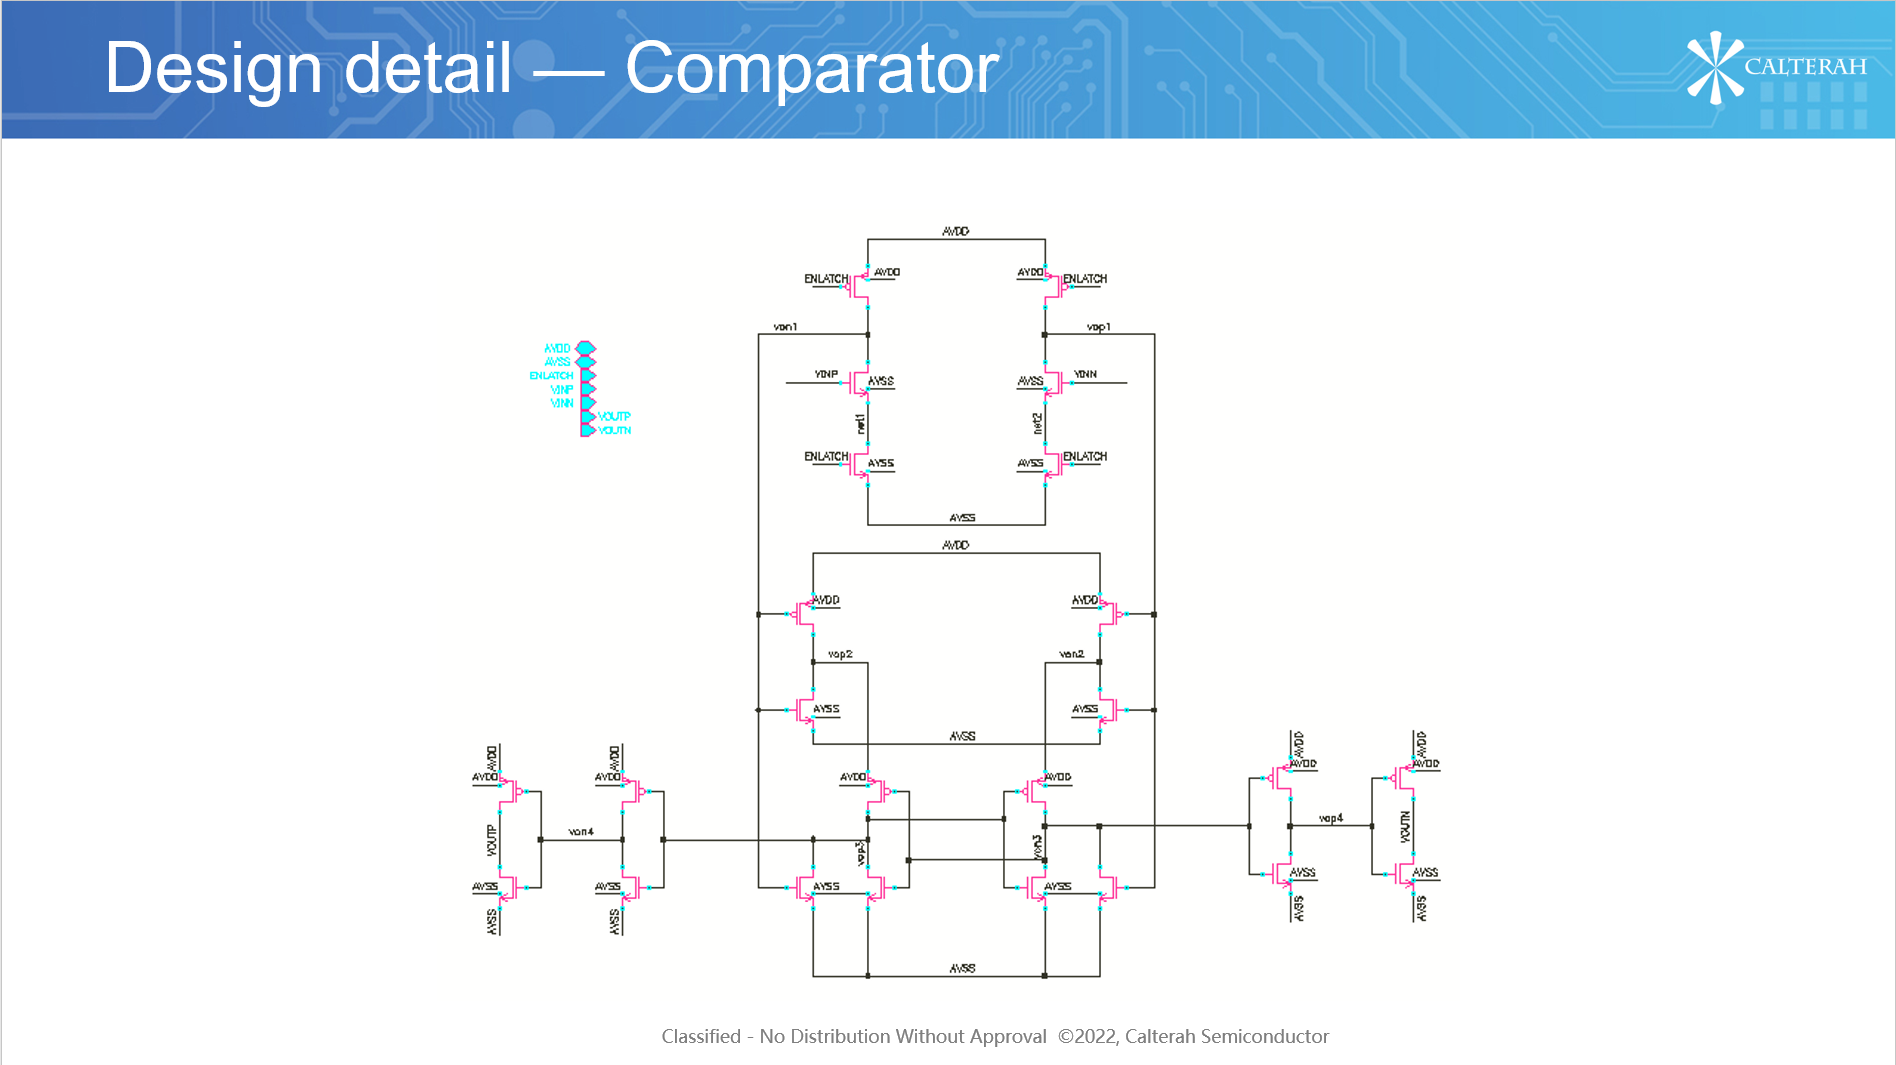 Design detail — Comparator
CALTERAH
AVDD
ENLATCH AVDD AVDD ENLATCH
von1 vop1
AVDD
AVSS
ENLATCH
VINP
VINN
VOUTP
VOUTN
VINP AVSS AVSS VINN
net1 net2
ENLATCH AVSS AVSS ENLATCH
AVSS
AVDD
AVDD AVDD
vop2 von2
AVSS AVSS
AVSS
AVDD AVDD AVDD AVDD
AVDD AVDD AVDD AVDD AVDD AVDD
VOUTP von4 vop3 von3 vop4 VOUTN
AVSS AVSS AVSS AVSS AVSS AVSS
AVSS AVSS AVSS AVSS
AVSS
Classified - No Distribution Without Approval ©2022, Calterah Semiconductor